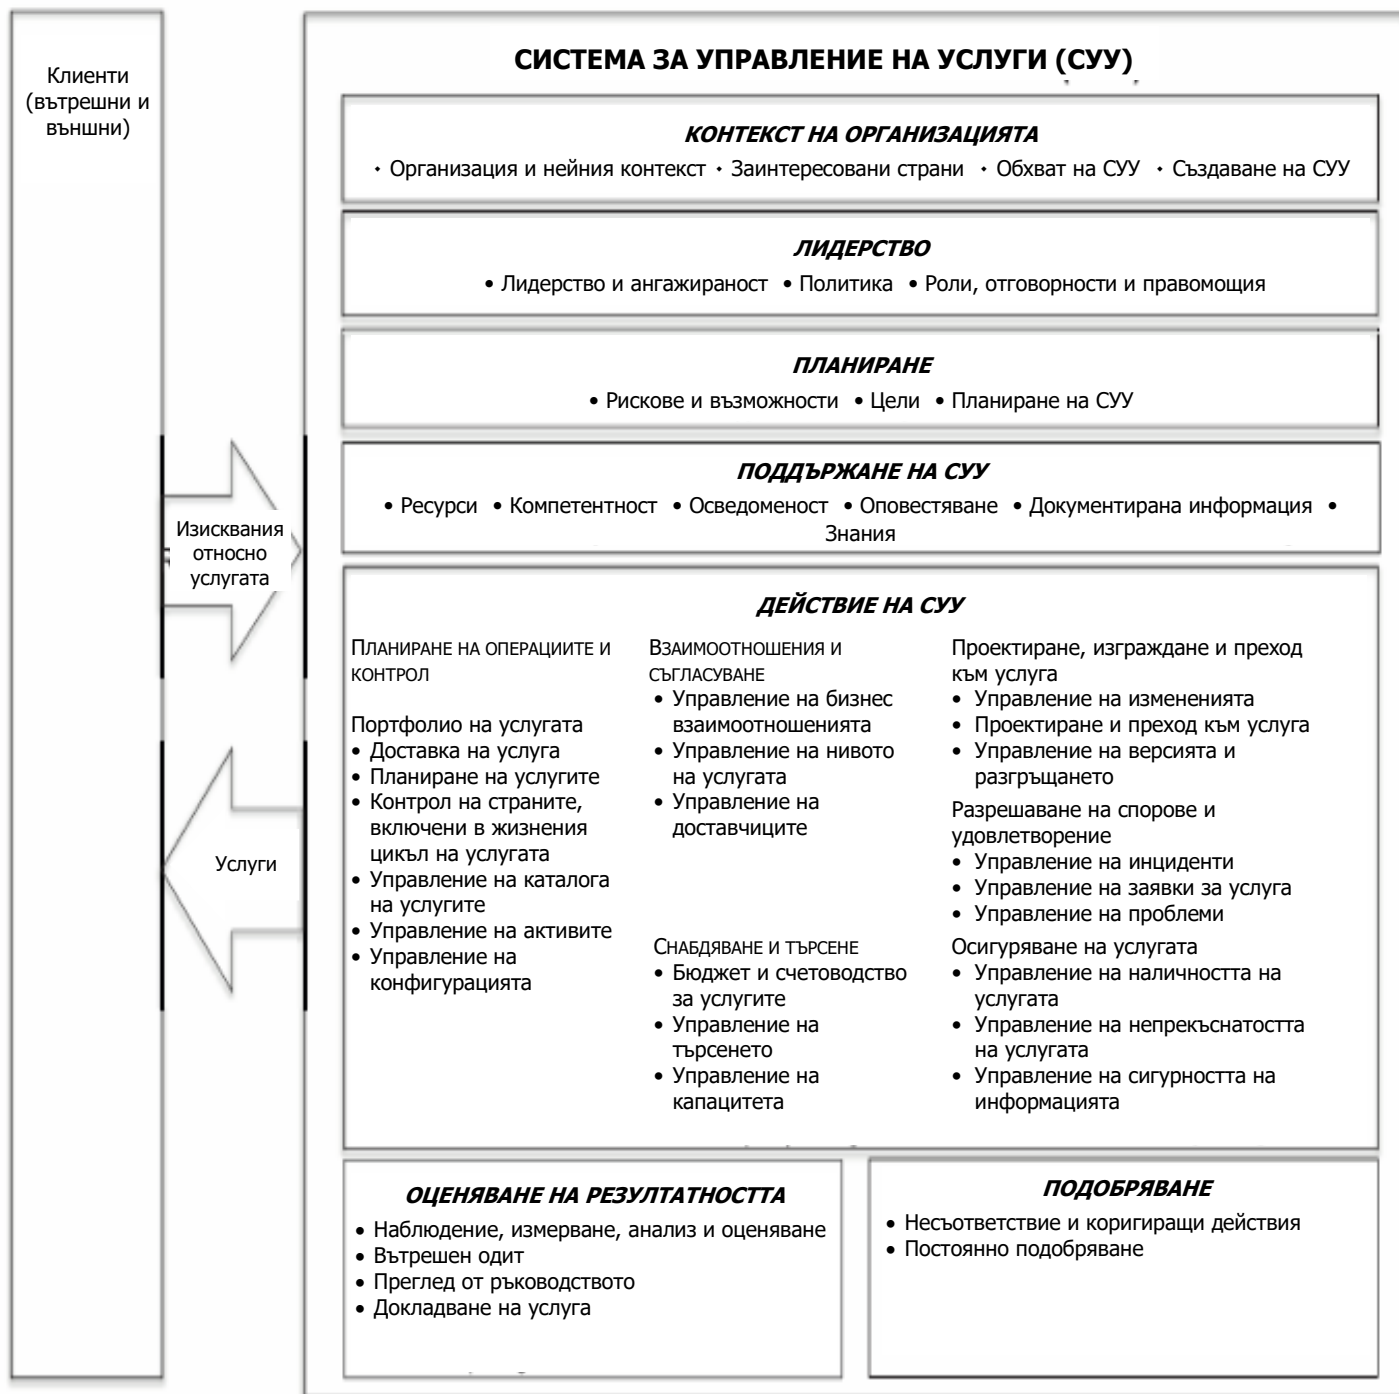 Клиенти
(вътрешни и
външни)
Изисквания
относно
услугата
Услуги
СИСТЕМА ЗА УПРАВЛЕНИЕ НА УСЛУГИ (СУУ)
КОНТЕКСТ НА ОРГАНИЗАЦИЯТА
• Организация и нейния контекст • Заинтересовани страни • Обхват на СУУ • Създаване на СУУ
ЛИДЕРСТВО
• Лидерство и ангажираност • Политика • Роли, отговорности и правомощия
ПЛАНИРАНЕ
• Рискове и възможности • Цели • Планиране на СУУ
ПОДДЪРЖАНЕ НА СУУ
• Ресурси • Компетентност • Осведоменост • Оповестяване • Документирана информация •
Знания
ДЕЙСТВИЕ НА СУУ
ПЛАНИРАНЕ НА ОПЕРАЦИИТЕ И
КОНТРОЛ
Портфолио на услугата
• Доставка на услуга
• Планиране на услугите
• Контрол на страните,
включени в жизнения
цикъл на услугата
• Управление на каталога
на услугите
• Управление на активите
• Управление на
конфигурацията
ВЗАИМООТНОШЕНИЯ И
СЪГЛАСУВАНЕ
• Управление на бизнес
взаимоотношенията
• Управление на нивото
на услугата
• Управление на
доставчиците
СНАБДЯВАНЕ И ТЪРСЕНЕ
• Бюджет и счетоводство
за услугите
• Управление на
търсенето
• Управление на
капацитета
Проектиране, изграждане и преход
към услуга
• Управление на измененията
• Проектиране и преход към услуга
• Управление на версията и
разгръщането
Разрешаване на спорове и
удовлетворение
• Управление на инциденти
• Управление на заявки за услуга
• Управление на проблеми
Осигуряване на услугата
• Управление на наличността на
услугата
• Управление на непрекъснатостта
на услугата
• Управление на сигурността на
информацията
ОЦЕНЯВАНЕ НА РЕЗУЛТАТНОСТТА
• Наблюдение, измерване, анализ и оценяване
• Вътрешен одит
• Преглед от ръководството
• Докладване на услуга
ПОДОБРЯВАНЕ
• Несъответствие и коригиращи действия
• Постоянно подобряване